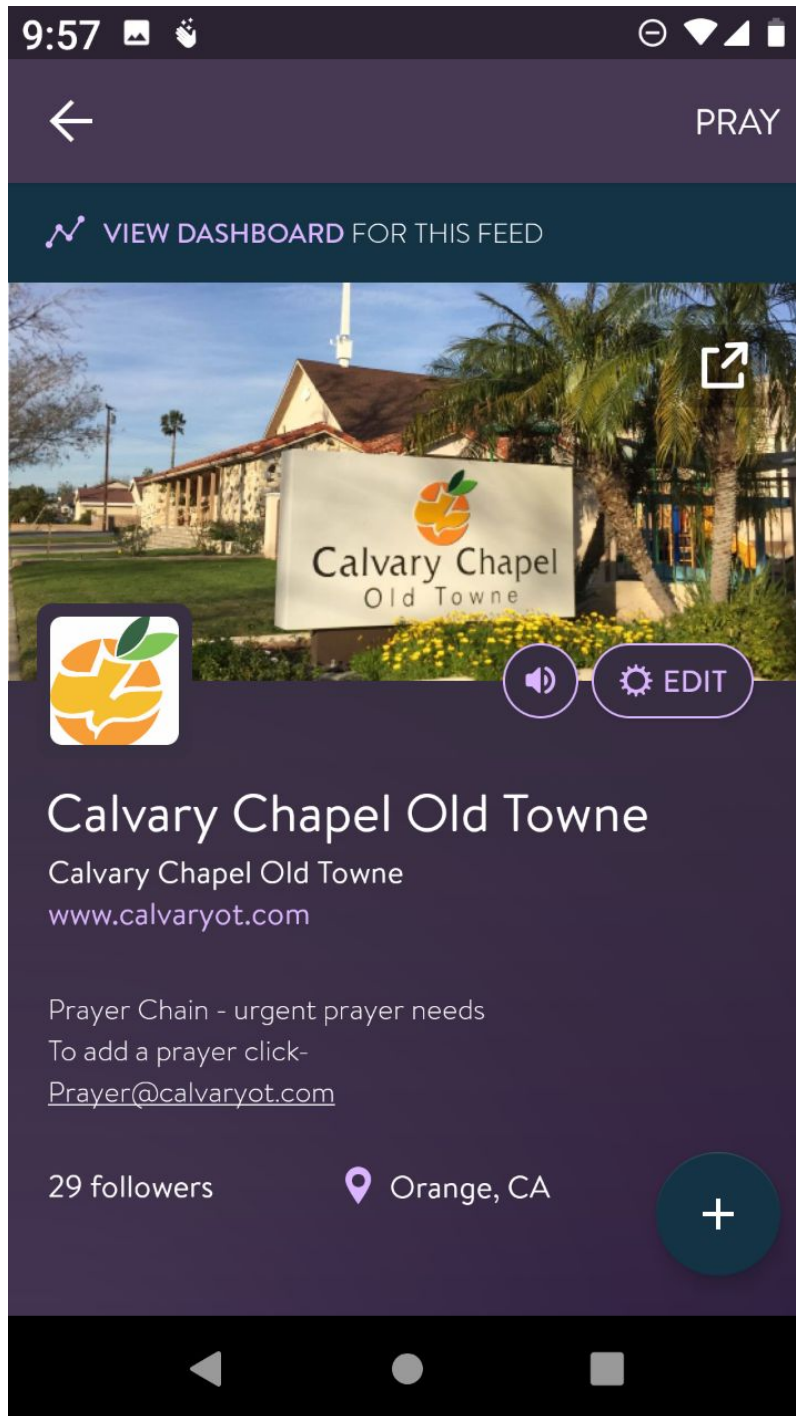 9:57
PRAY
VIEW DASHBOARD FOR THIS FEED
Calvary Chapel
Old Towne
EDIT
Calvary Chapel Old Towne
Calvary Chapel Old Towne
www.calvaryot.com
Prayer Chain - urgent prayer needs
To add a prayer click-
Prayer@calvaryot.com
29 followers
Orange, CA